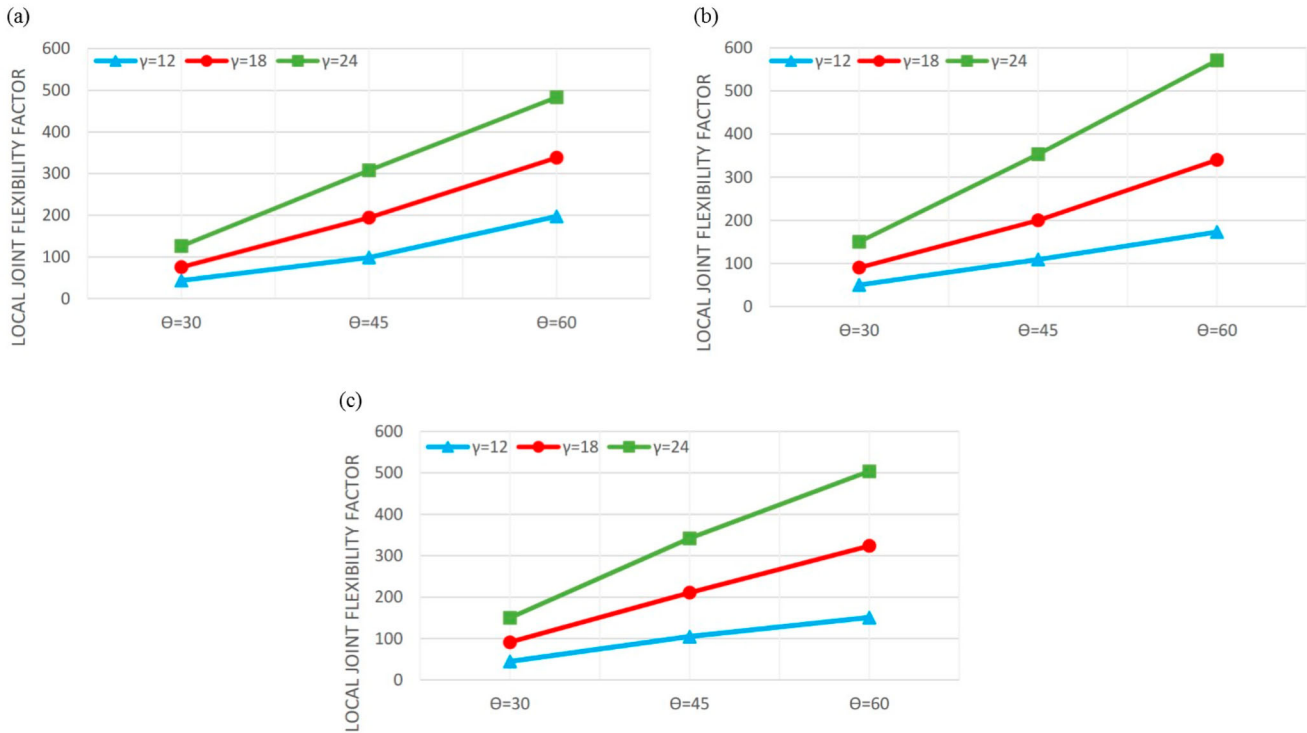 (a)
LOCAL JOINT FLEXIBILITY FACTOR
600
500
400
300
200
100
0
γ=12 γ=18 γ=24
Θ=30 Θ=45 Θ=60
(b)
LOCAL JOINT FLEXIBILITY FACTOR
600
500
400
300
200
100
0
γ=12 γ=18 γ=24
Θ=30 Θ=45 Θ=60
(c)
LOCAL JOINT FLEXIBILITY FACTOR
600
500
400
300
200
100
0
γ=12 γ=18 γ=24
Θ=30 Θ=45 Θ=60